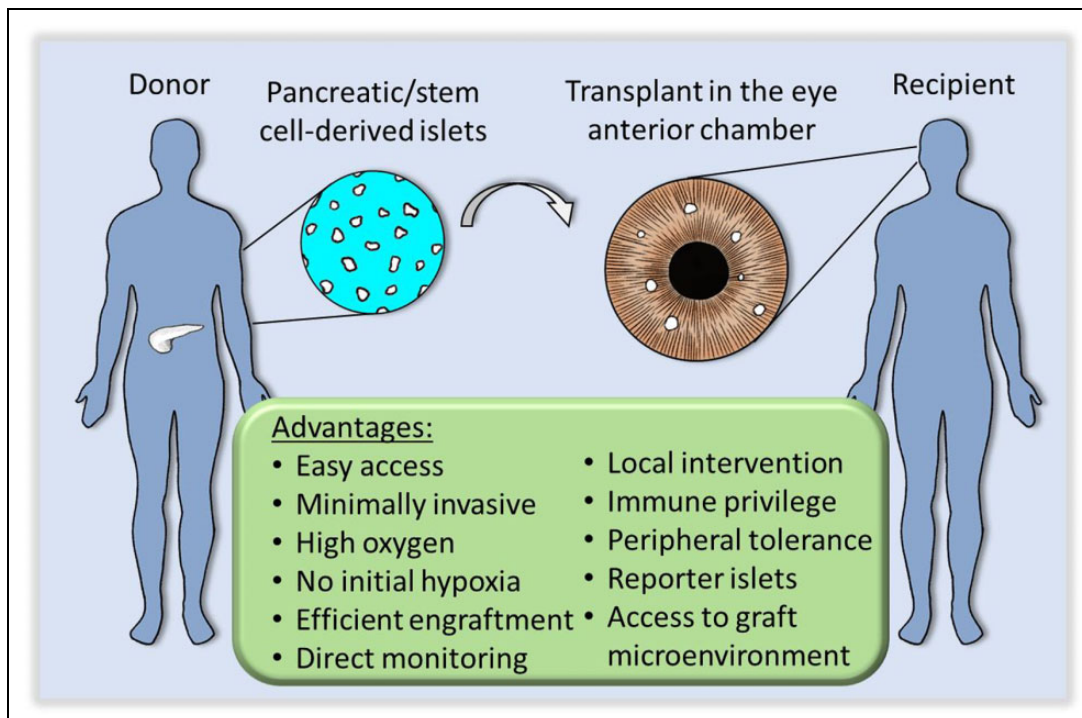 Donor
Pancreatic/stem
cell-derived islets
Transplant in the eye
anterior chamber
Recipient
Advantages:
• Easy access
• Minimally invasive
• High oxygen
• No initial hypoxia
• Efficient engraftment
• Direct monitoring
• Local intervention
• Immune privilege
• Peripheral tolerance
• Reporter islets
• Access to graft
microenvironment